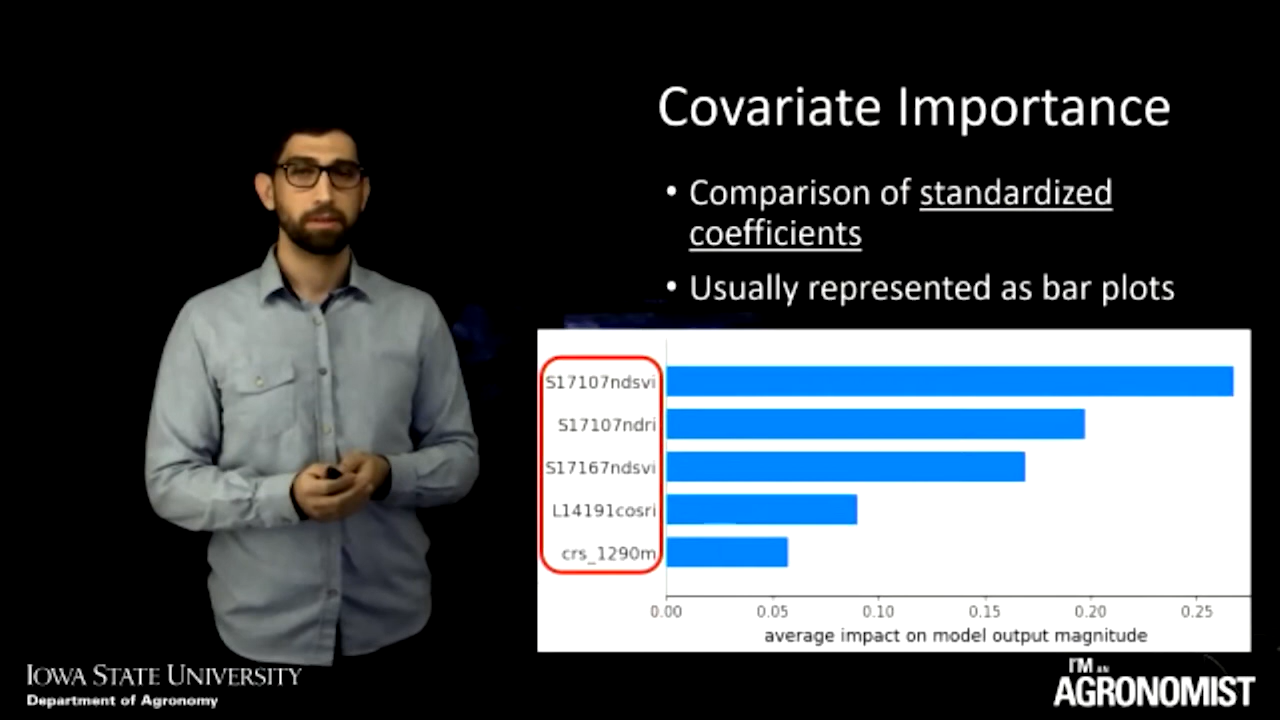 Covariate Importance
• Comparison of standardized
coefficients
• Usually represented as bar plots
S17107ndsvi
S17107ndri
S17167ndsvi
L14191cosri
crs_1290m
0.00 0.05 0.10 0.15 0.20 0.25
average impact on model output magnitude
IOWA STATE UNIVERSITY
Department of Agronomy
I'M AN
AGRONOMIST